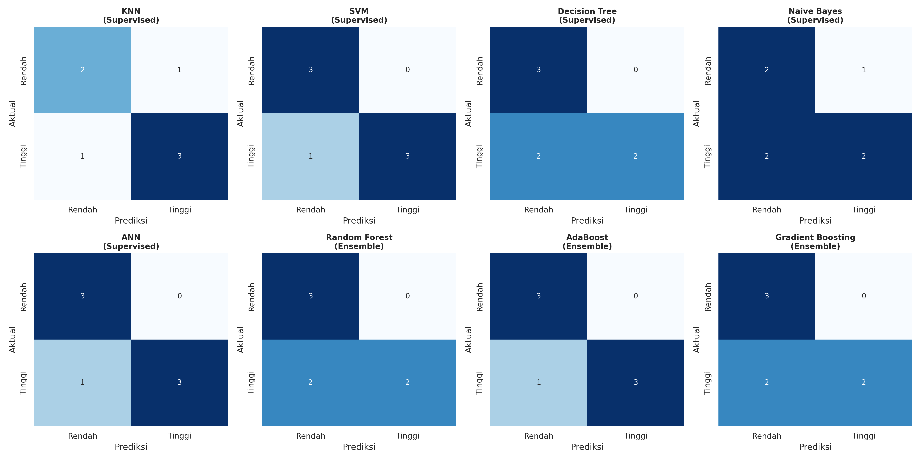 KNN
(Supervised)
Rendah
2
1
Aktual
Tinggi
1
3
Rendah
Tinggi
Prediksi
SVM
(Supervised)
Rendah
3
0
Aktual
Tinggi
1
3
Rendah
Tinggi
Prediksi
Decision Tree
(Supervised)
Rendah
3
0
Aktual
Tinggi
2
2
Rendah
Tinggi
Prediksi
Naive Bayes
(Supervised)
Rendah
2
1
Aktual
Tinggi
2
2
Rendah
Tinggi
Prediksi
ANN
(Supervised)
Rendah
3
0
Aktual
Tinggi
1
3
Rendah
Tinggi
Prediksi
Random Forest
(Ensemble)
Rendah
3
0
Aktual
Tinggi
2
2
Rendah
Tinggi
Prediksi
AdaBoost
(Ensemble)
Rendah
3
0
Aktual
Tinggi
1
3
Rendah
Tinggi
Prediksi
Gradient Boosting
(Ensemble)
Rendah
3
0
Aktual
Tinggi
2
2
Rendah
Tinggi
Prediksi